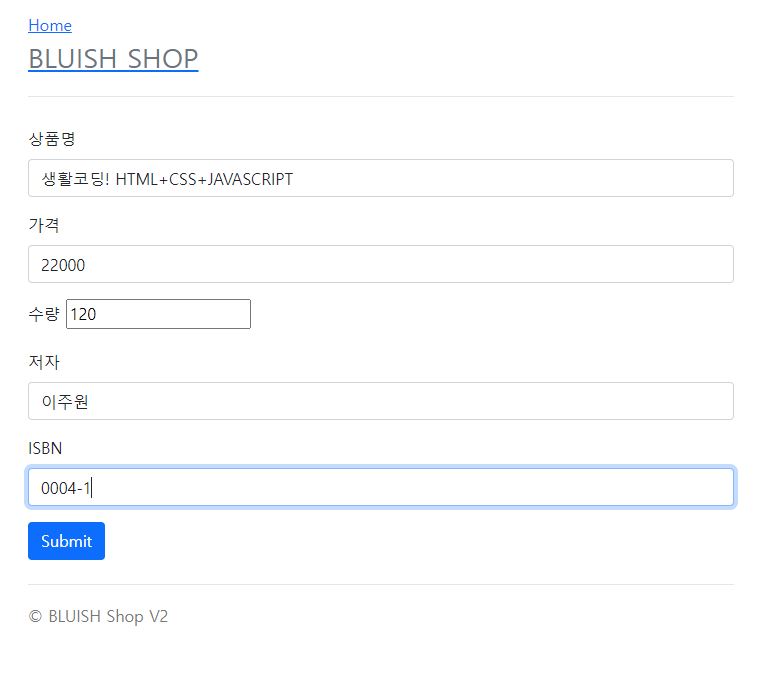 Home
BLUISH SHOP
상품명
생활코딩! HTML+CSS+JAVASCRIPT
가격
22000
수량 120
저자
이주원
ISBN
0004-1
Submit
© BLUISH Shop V2